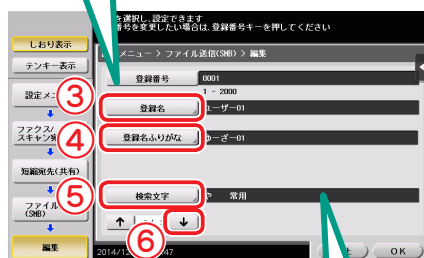 を選択し、設定できます
番号を変更したい場合は、登録番号キーを押してください
しおり表示
テンキー表示
メニュー > ファイル送信(SMB) > 編集
登録番号 0001
1 - 2000
設定メニ
③ 登録名 ユーザー01
ファクス/
スキャン宛
④ 登録名ふりがな ゆーざー01
短縮宛先(共有)
⑤ 検索文字 や 常用
ファイル
(SMB)
↑ ↓
⑥
編集
2014/12 47
OK